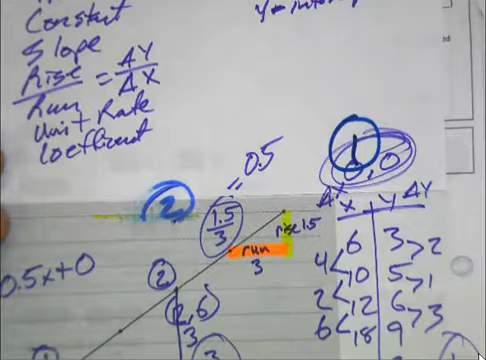 Constant
Slope
Rise/Run = ΔY/ΔX
Unit Rate
Coefficient
y-inter
1
0,0
= 0.5
2
1.5/3
rise 1.5
run
3
ΔX X Y ΔY
6 3
4 2
10 5
2 1
12 6
6 3
18 9
0.5x+0
2
(2,6)
3